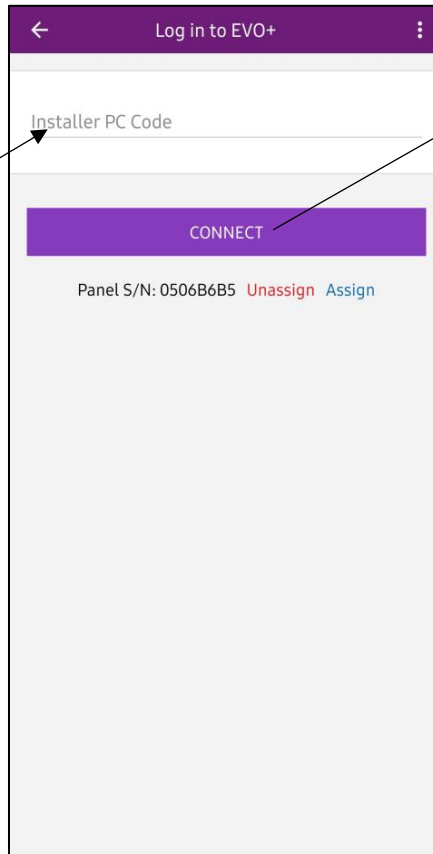 Log in to EVO+
Installer PC Code
CONNECT
Panel S/N: 0506B6B5 Unassign Assign